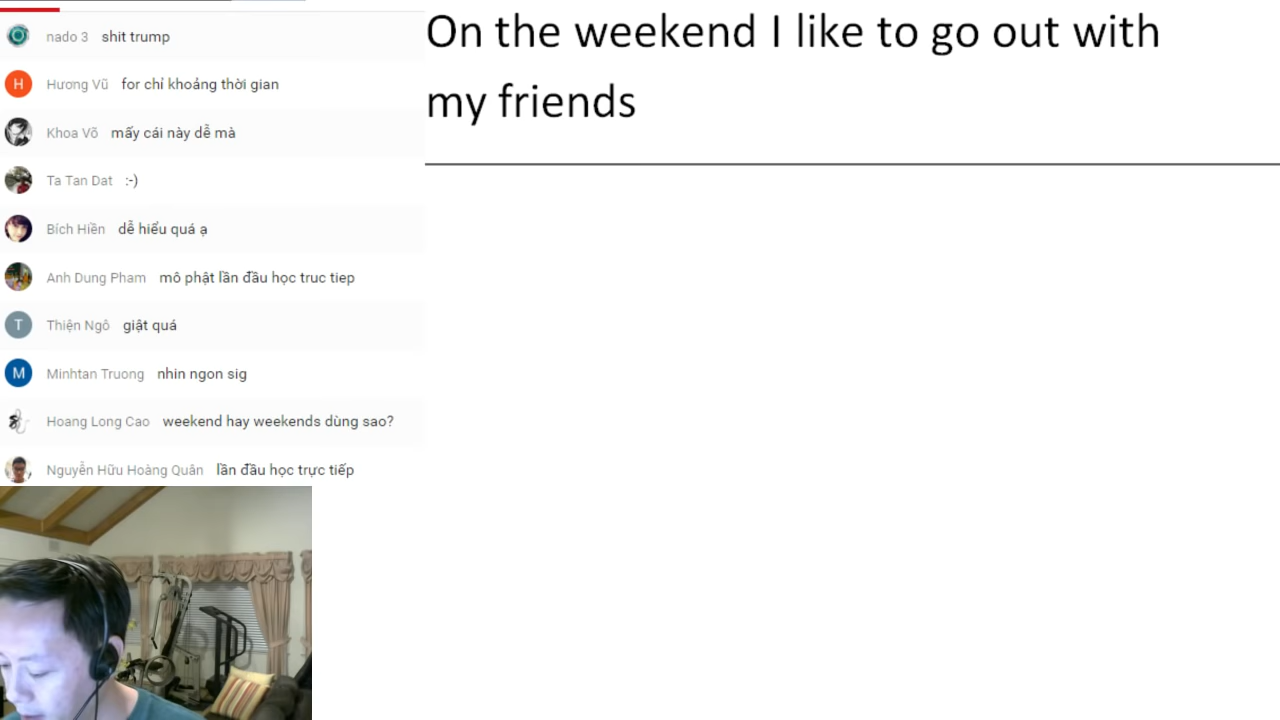 nado 3 shit trump
H Hương Vũ for chỉ khoảng thời gian
Khoa Võ mấy cái này dễ mà
Ta Tan Dat :-)
Bích Hiền dễ hiểu quá ạ
Anh Dung Pham mô phật lần đầu học truc tiep
T Thiện Ngô giật quá
M Minhtan Truong nhin ngon sig
Hoang Long Cao weekend hay weekends dùng sao?
Nguyễn Hữu Hoàng Quân lần đầu học trực tiếp
On the weekend I like to go out with
my friends